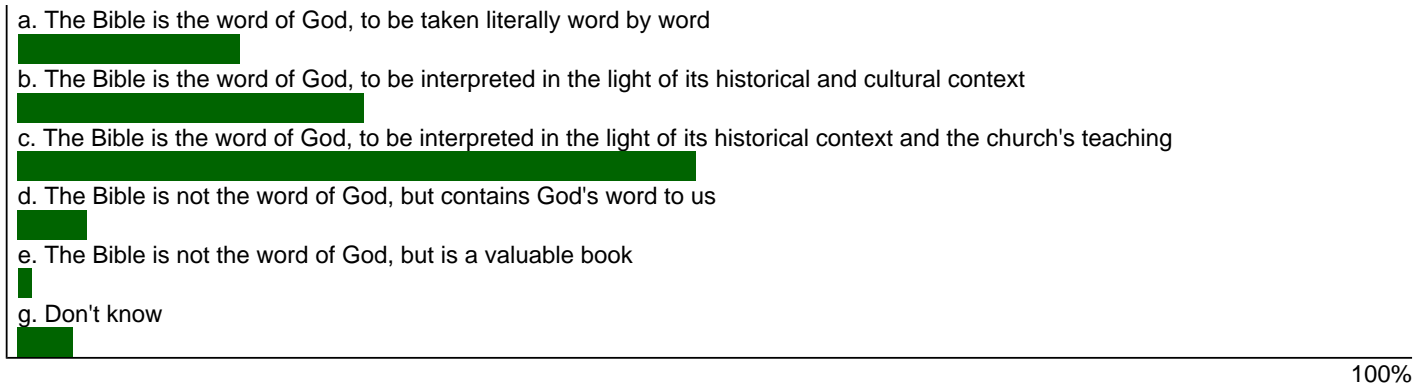 a. The Bible is the word of God, to be taken literally word by word
b. The Bible is the word of God, to be interpreted in the light of its historical and cultural context
c. The Bible is the word of God, to be interpreted in the light of its historical context and the church's teaching
d. The Bible is not the word of God, but contains God's word to us
e. The Bible is not the word of God, but is a valuable book
g. Don't know
100%